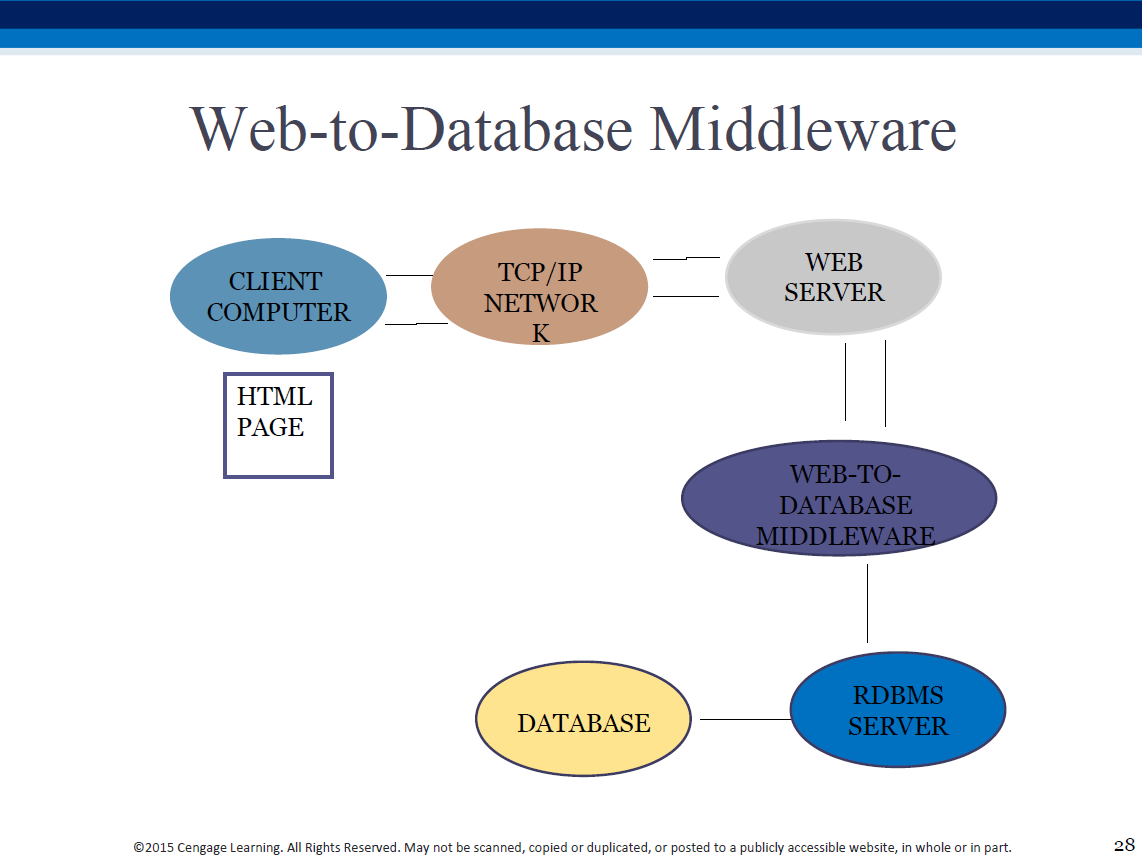 Web-to-Database Middleware
CLIENT
COMPUTER
TCP/IP
NETWOR
K
WEB
SERVER
HTML
PAGE
WEB-TO-
DATABASE
MIDDLEWARE
RDBMS
SERVER
DATABASE
©2015 Cengage Learning. All Rights Reserved. May not be scanned, copied or duplicated, or posted to a publicly accessible website, in whole or in part.
28